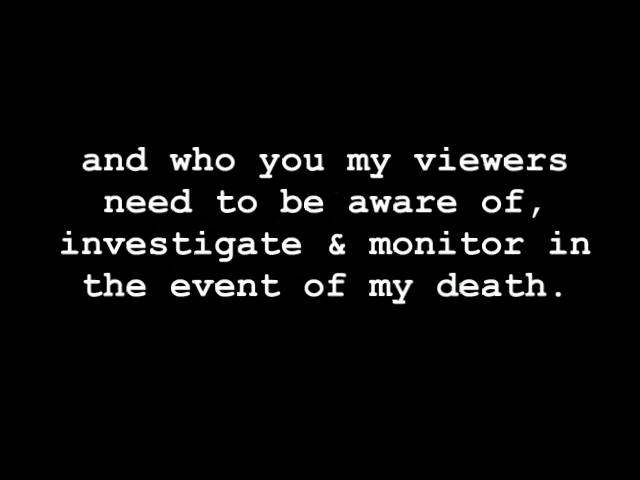 and who you my viewers
need to be aware of,
investigate & monitor in
the event of my death.